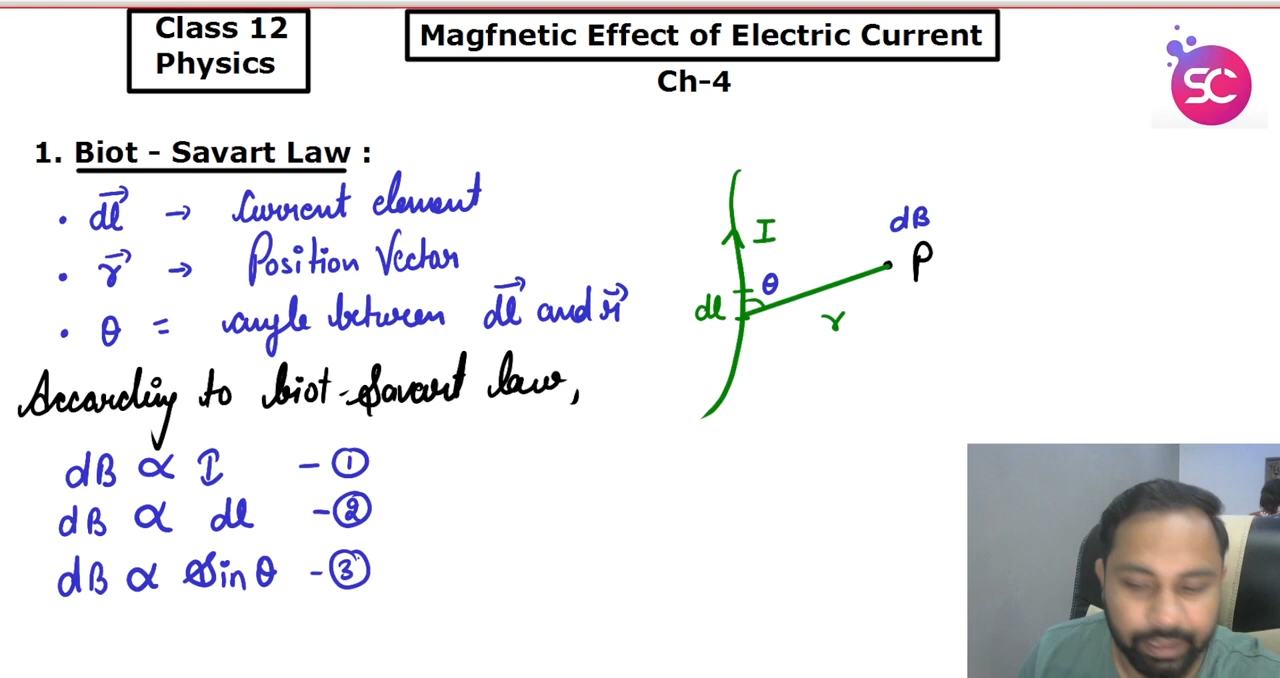 Class 12
Physics
Magfnetic Effect of Electric Current
Ch-4
SC
1. Biot - Savart Law :
• dl⃗ → Current element
• r⃗ → Position Vector
• θ = angle between dl⃗ and r⃗
According to biot-Savart law,
dB ∝ I - ①
dB ∝ dl - ②
dB ∝ Sin θ - ③
I
dB
P
θ
dl
r